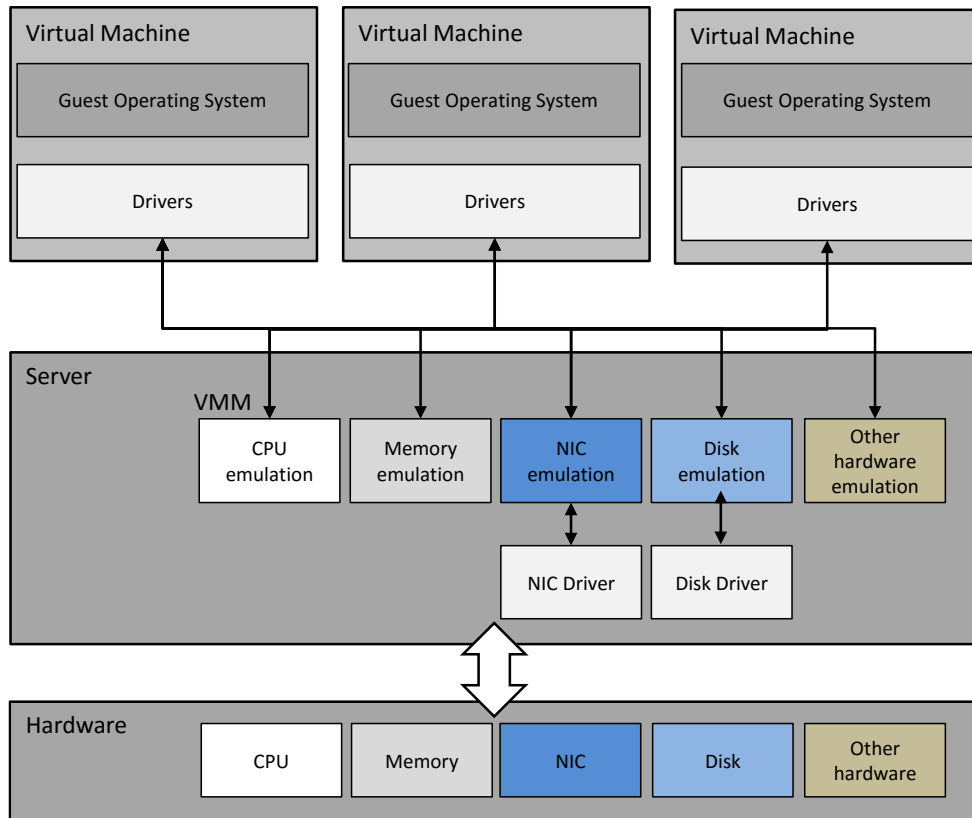 Virtual Machine
Virtual Machine
Virtual Machine
Guest Operating System
Guest Operating System
Guest Operating System
Drivers
Drivers
Drivers
Server
VMM
CPU
emulation
Memory
emulation
NIC
emulation
Disk
emulation
Other
hardware
emulation
NIC Driver
Disk Driver
Hardware
CPU
Memory
NIC
Disk
Other
hardware